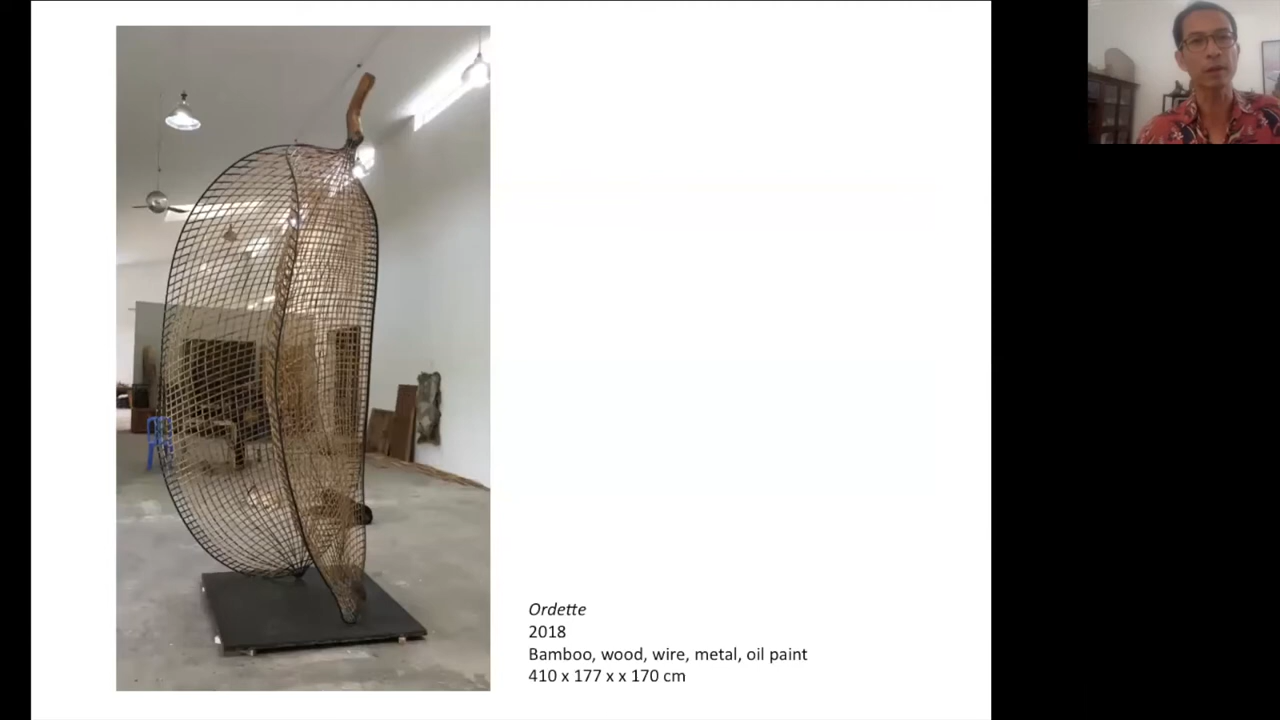 Ordette
2018
Bamboo, wood, wire, metal, oil paint
410 x 177 x x 170 cm